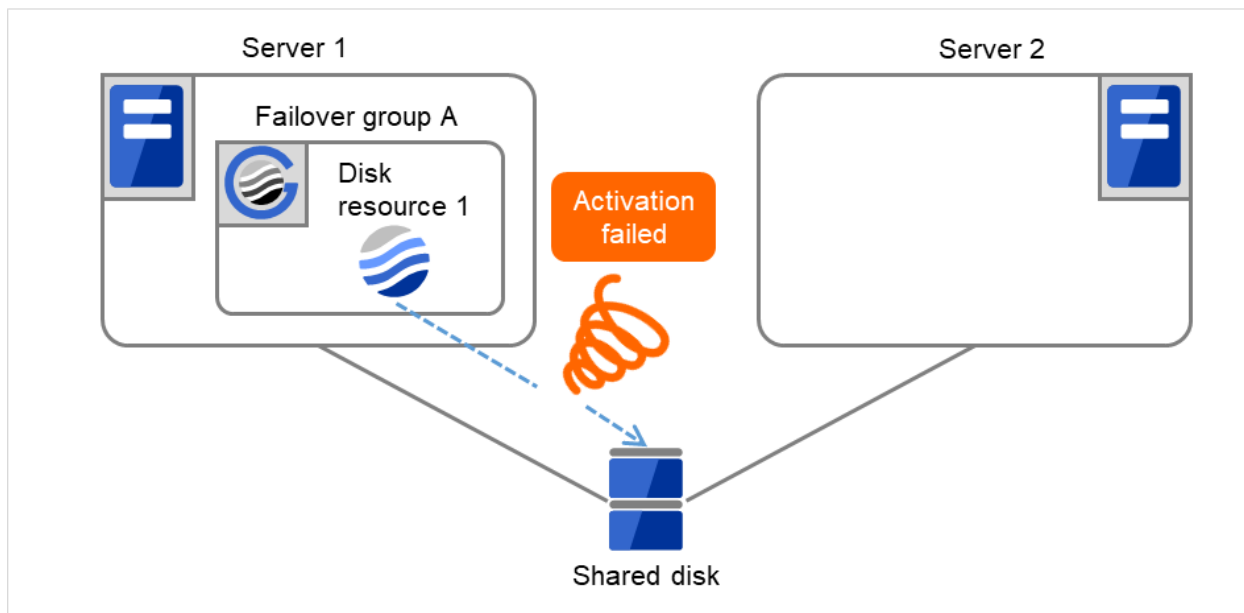 Server 1
Server 2
Failover group A
Disk
resource 1
Activation
failed
Shared disk